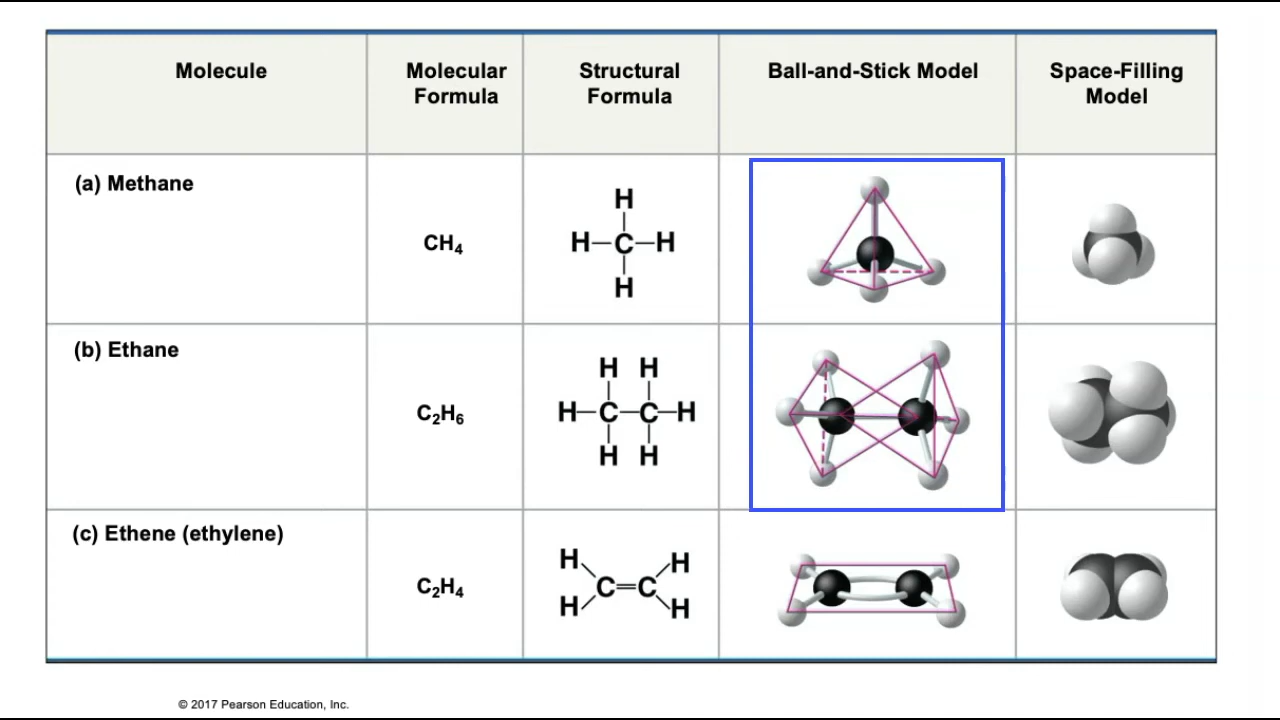 Molecule
Molecular
Formula
Structural
Formula
Ball-and-Stick Model
Space-Filling
Model
(a) Methane
CH₄
H
H–C–H
H
(b) Ethane
C₂H₆
H H
H–C–C–H
H H
(c) Ethene (ethylene)
C₂H₄
H H
C=C
H H
© 2017 Pearson Education, Inc.